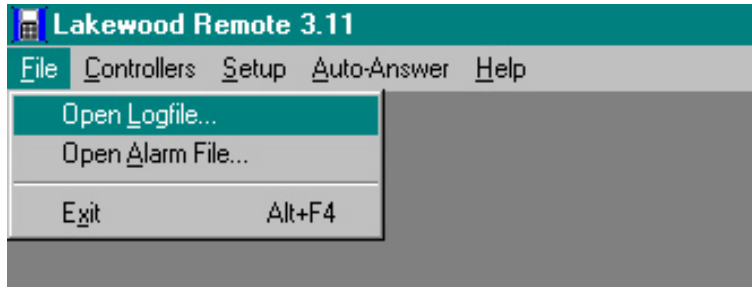 Lakewood Remote 3.11
File Controllers Setup Auto-Answer Help
Open Logfile...
Open Alarm File...
Exit Alt+F4